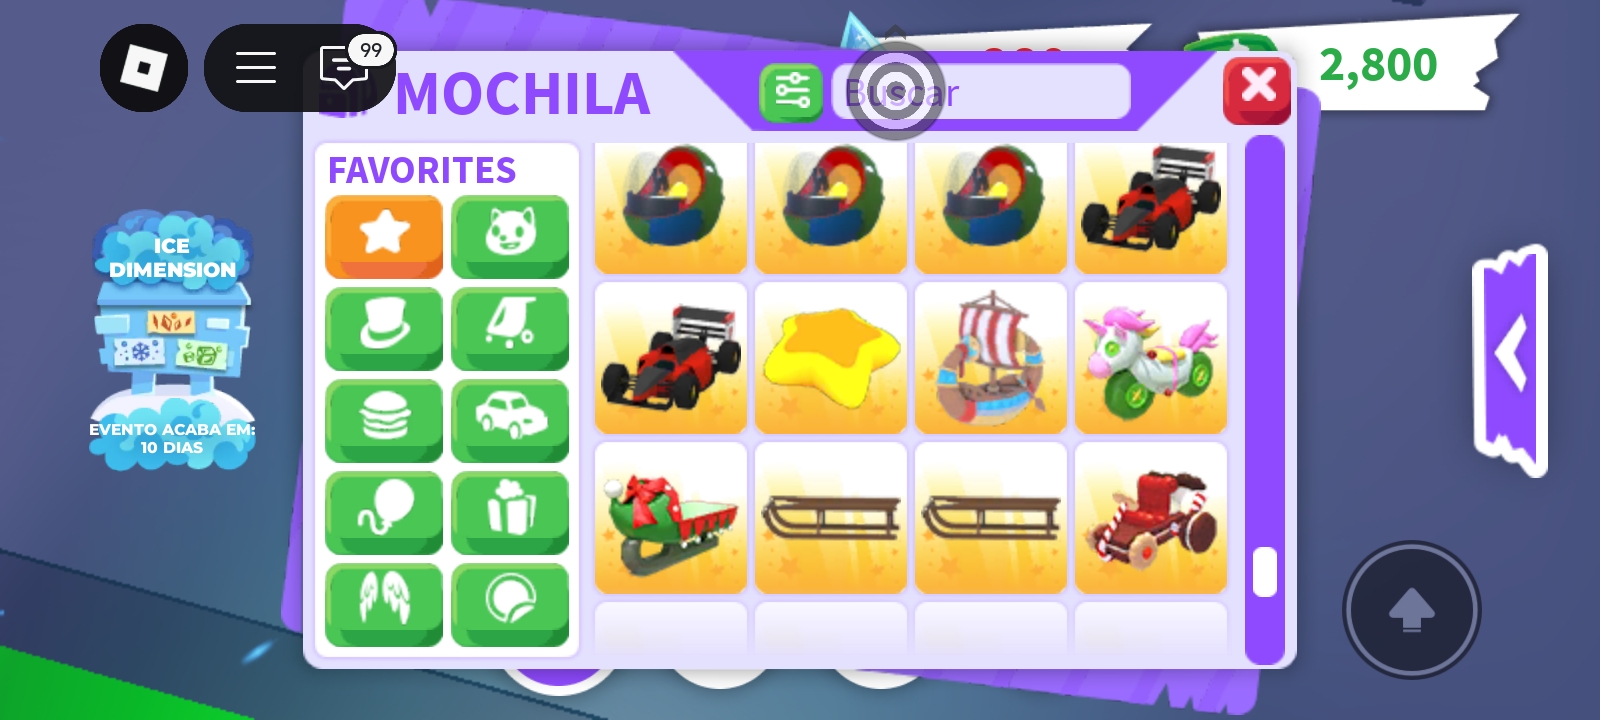 99
MOCHILA
Buscar
2,800
FAVORITES
ICE
DIMENSION
EVENTO ACABA EM:
10 DIAS